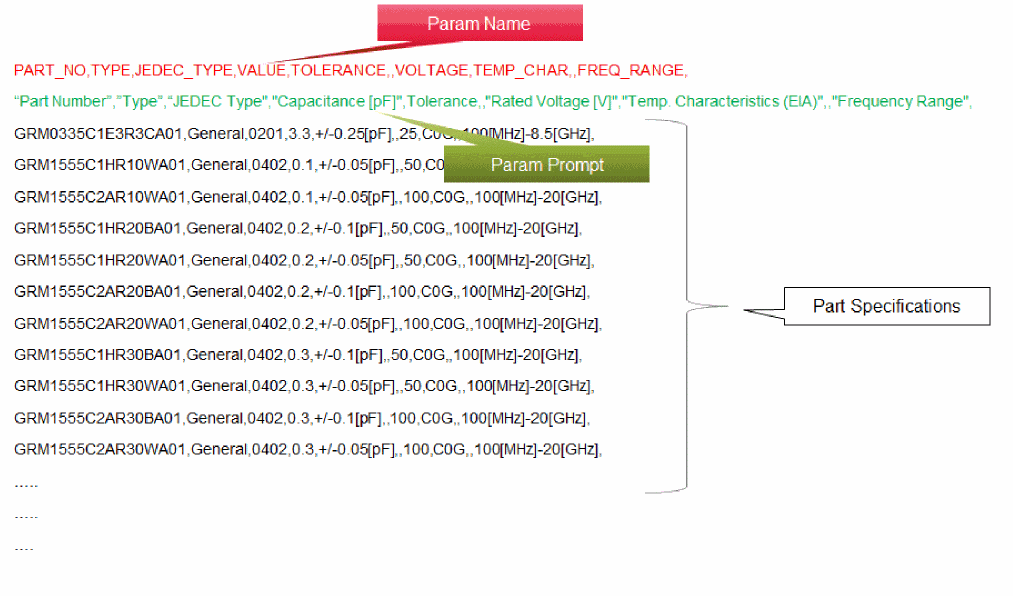 Param Name
PART_NO,TYPE,JEDEC_TYPE,VALUE,TOLERANCE,,VOLTAGE,TEMP_CHAR,,FREQ_RANGE,
“Part Number”,”Type”,“JEDEC Type”,"Capacitance [pF]",Tolerance,,"Rated Voltage [V]","Temp. Characteristics (EIA)",,"Frequency Range",
GRM0335C1E3R3CA01,General,0201,3.3,+/-0.25[pF],,25,C0G,,100[MHz]-8.5[GHz],
GRM1555C1HR10WA01,General,0402,0.1,+/-0.05[pF],,50,C0
Param Prompt
GRM1555C2AR10WA01,General,0402,0.1,+/-0.05[pF],,100,C0G,,100[MHz]-20[GHz],
GRM1555C1HR20BA01,General,0402,0.2,+/-0.1[pF],,50,C0G,,100[MHz]-20[GHz],
GRM1555C1HR20WA01,General,0402,0.2,+/-0.05[pF],,50,C0G,,100[MHz]-20[GHz],
GRM1555C2AR20BA01,General,0402,0.2,+/-0.1[pF],,100,C0G,,100[MHz]-20[GHz],
Part Specifications
GRM1555C2AR20WA01,General,0402,0.2,+/-0.05[pF],,100,C0G,,100[MHz]-20[GHz],
GRM1555C1HR30BA01,General,0402,0.3,+/-0.1[pF],,50,C0G,,100[MHz]-20[GHz],
GRM1555C1HR30WA01,General,0402,0.3,+/-0.05[pF],,50,C0G,,100[MHz]-20[GHz],
GRM1555C2AR30BA01,General,0402,0.3,+/-0.1[pF],,100,C0G,,100[MHz]-20[GHz],
GRM1555C2AR30WA01,General,0402,0.3,+/-0.05[pF],,100,C0G,,100[MHz]-20[GHz],
.....
.....
....